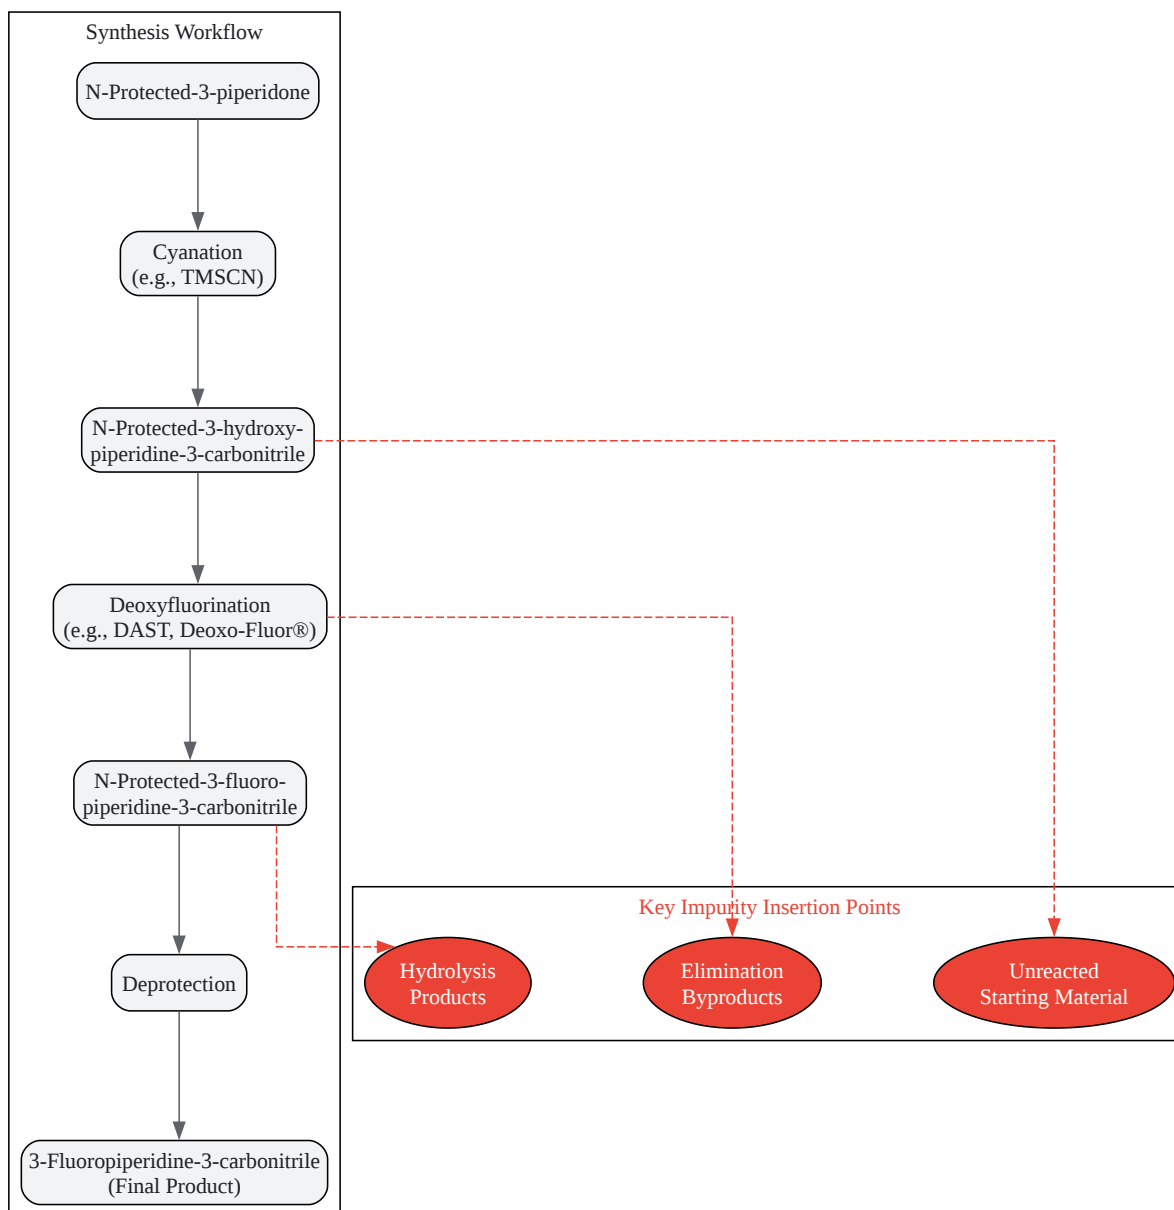 Synthesis Workflow
N-Protected-3-piperidone
Cyanation
(e.g., TMSCN)
N-Protected-3-hydroxy-
piperidine-3-carbonitrile
Deoxyfluorination
(e.g., DAST, Deoxo-Fluor®)
N-Protected-3-fluoro-
piperidine-3-carbonitrile
Key Impurity Insertion Points
Hydrolysis
Products
Elimination
Byproducts
Unreacted
Starting Material
Deprotection
3-Fluoropiperidine-3-carbonitrile
(Final Product)